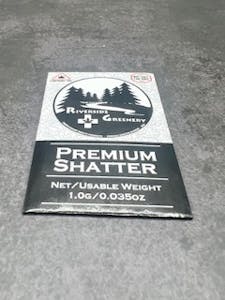 Riverside
Greenery
Premium
Shatter
Net/Usable Weight
1.0g/0.035oz